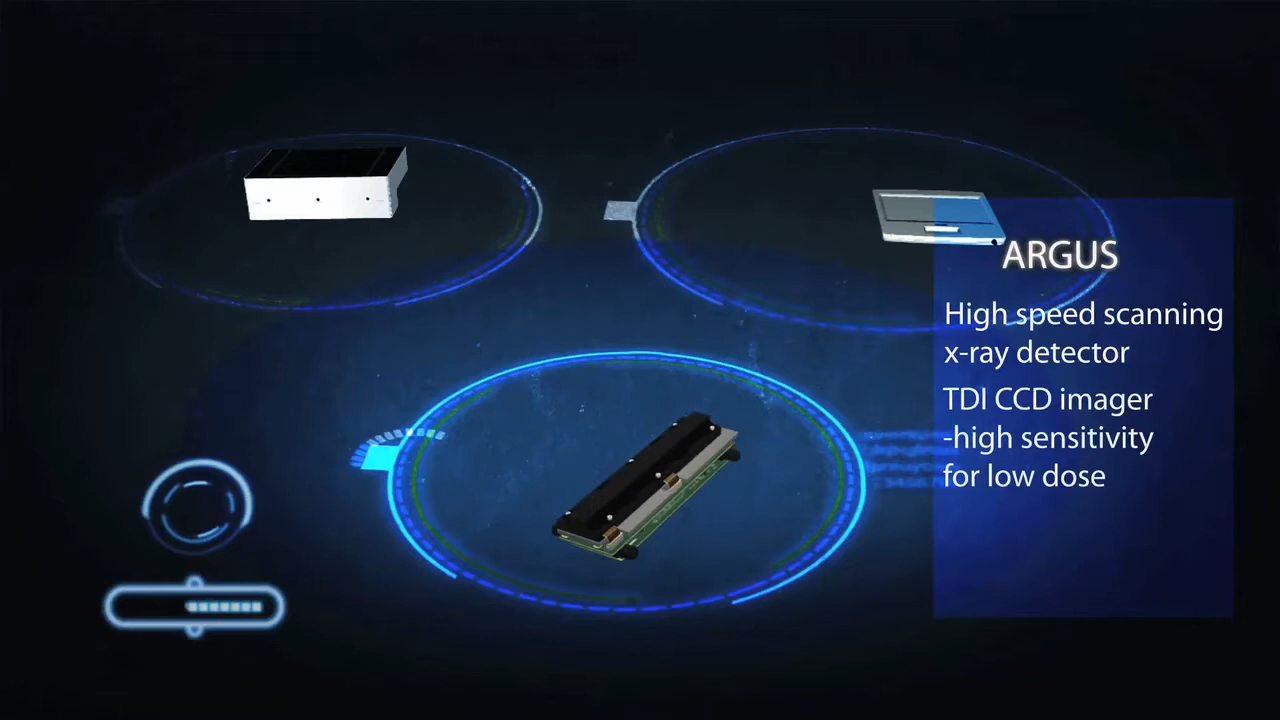 ARGUS
High speed scanning
x-ray detector
TDI CCD imager
-high sensitivity
for low dose